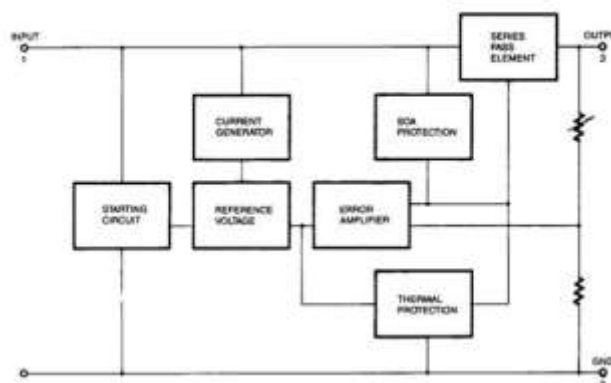 INPUT
1
SERIES
PASS
ELEMENT
OUTPUT
3
CURRENT
GENERATOR
SOA
PROTECTION
STARTING
CIRCUIT
REFERENCE
VOLTAGE
ERROR
AMPLIFIER
THERMAL
PROTECTION
GND